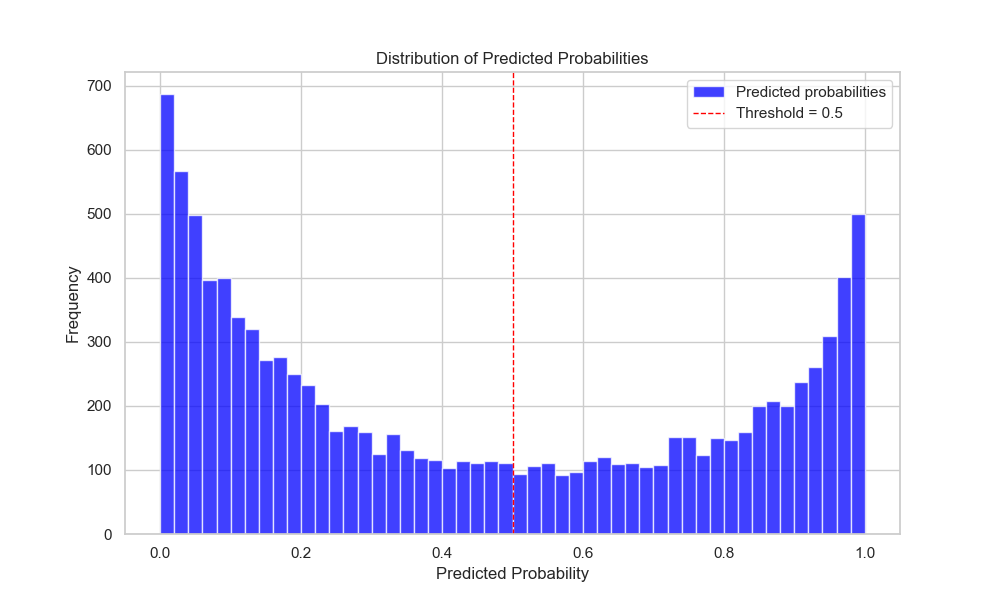 Distribution of Predicted Probabilities
Predicted probabilities
Threshold = 0.5
700
600
500
400
300
200
100
0
Frequency
0.0 0.2 0.4 0.6 0.8 1.0
Predicted Probability